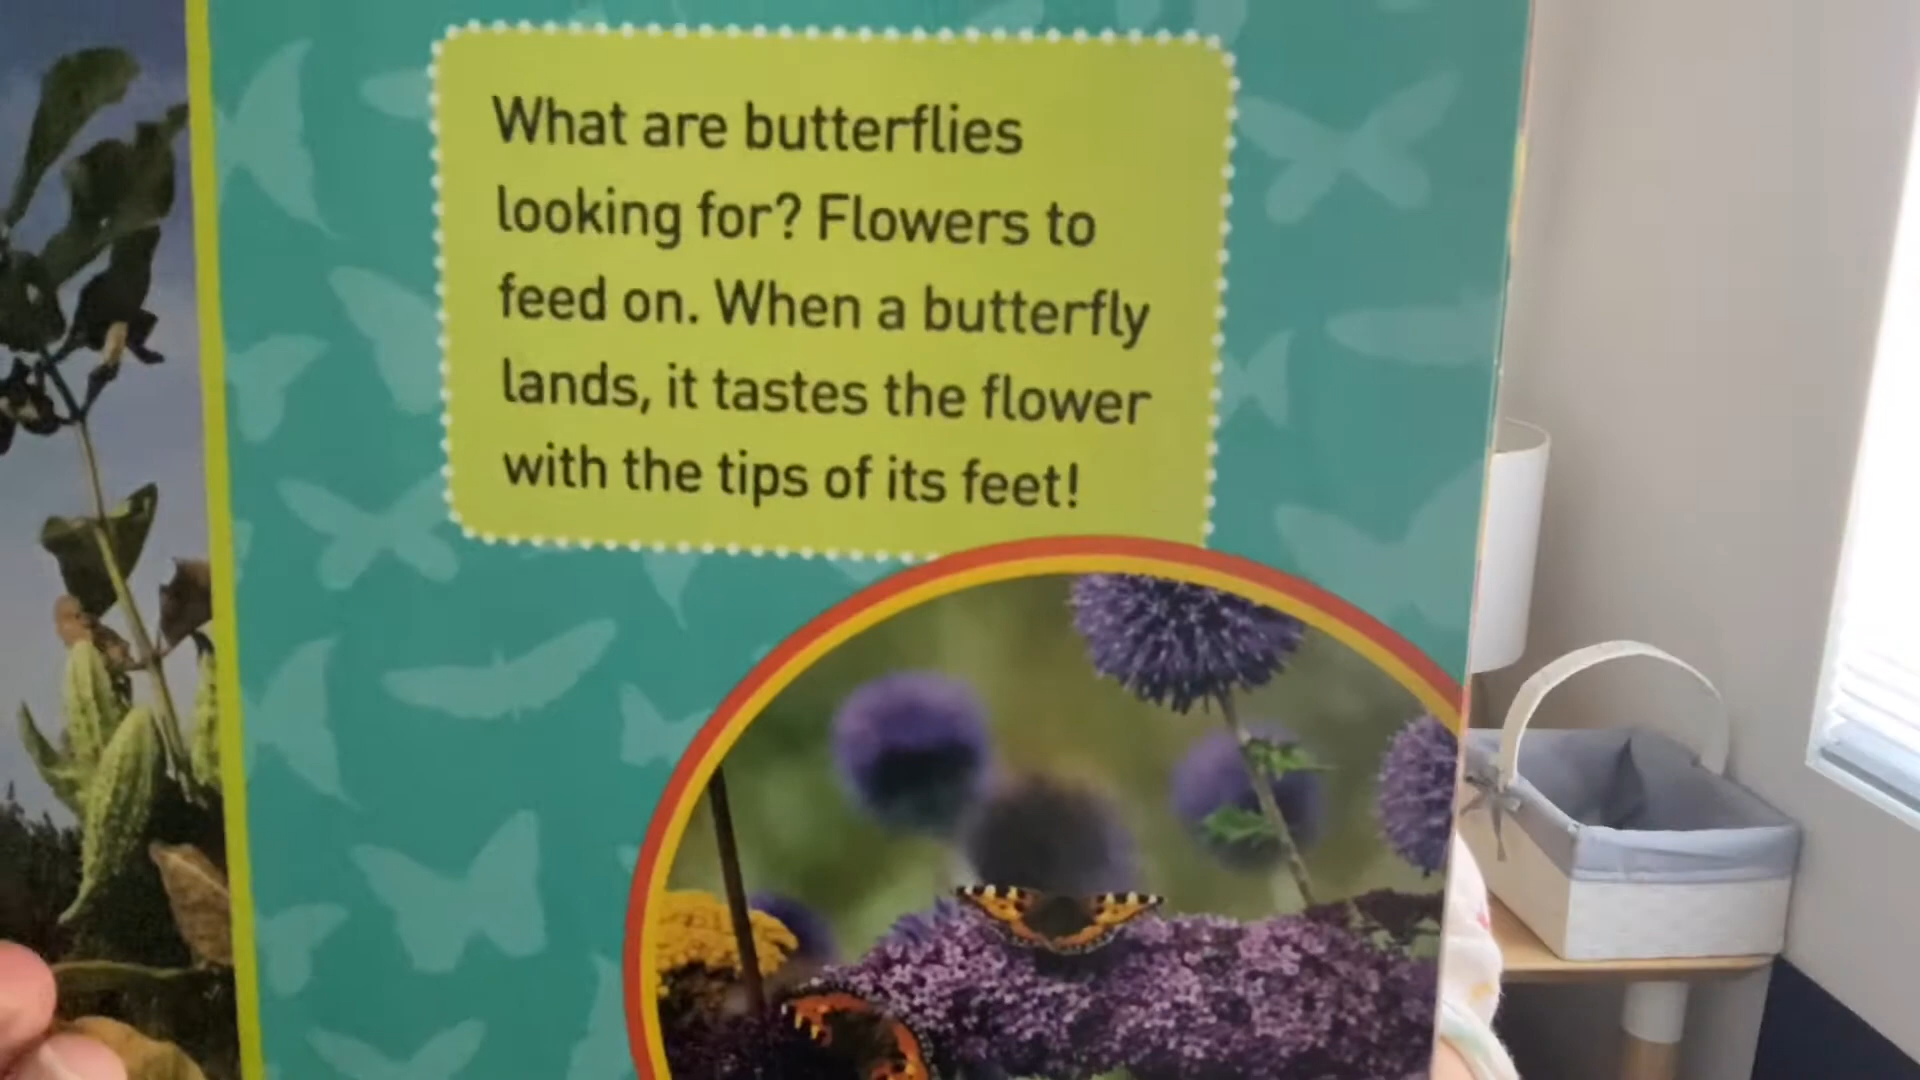 What are butterflies
looking for? Flowers to
feed on. When a butterfly
lands, it tastes the flower
with the tips of its feet!